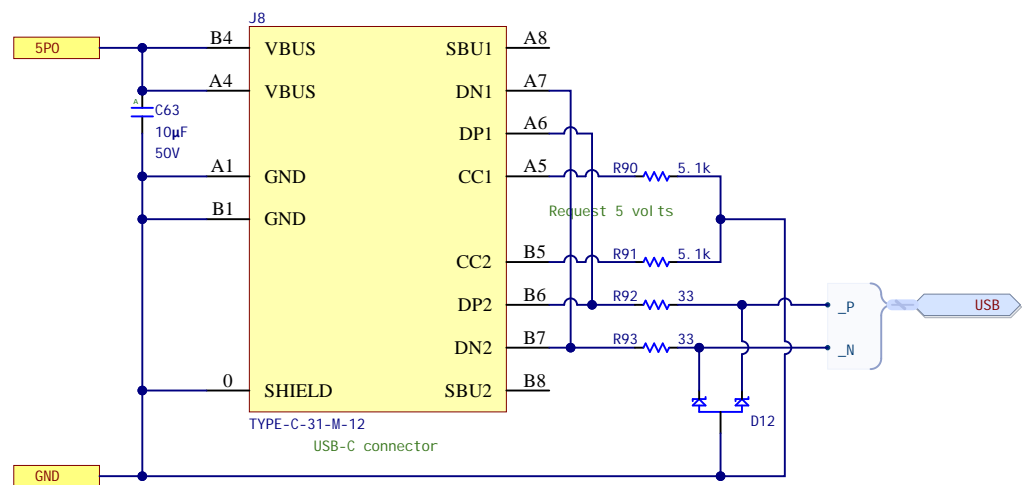 J8
5P0
B4
VBUS
SBU1
A8
A4
VBUS
DN1
A7
A
C63
10µF
50V
DP1
A6
A1
GND
CC1
A5
R90
5.1k
B1
GND
Request 5 volts
CC2
B5
R91
5.1k
DP2
B6
R92
33
_P
USB
DN2
B7
R93
33
_N
0
SHIELD
SBU2
B8
D12
TYPE-C-31-M-12
USB-C connector
GND